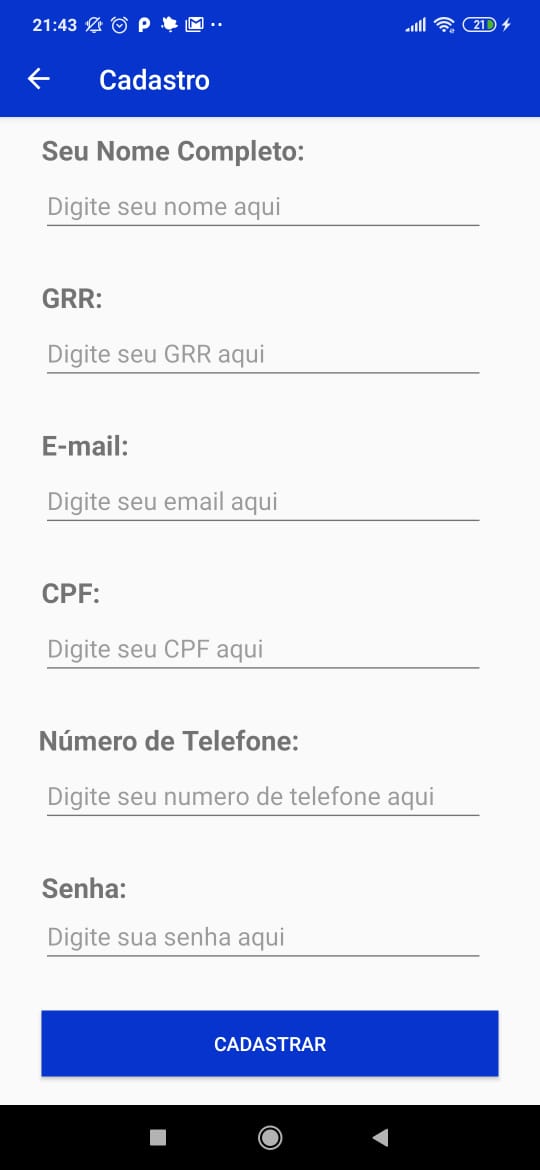 21:43
21
Cadastro
Seu Nome Completo:
Digite seu nome aqui
GRR:
Digite seu GRR aqui
E-mail:
Digite seu email aqui
CPF:
Digite seu CPF aqui
Número de Telefone:
Digite seu numero de telefone aqui
Senha:
Digite sua senha aqui
CADASTRAR